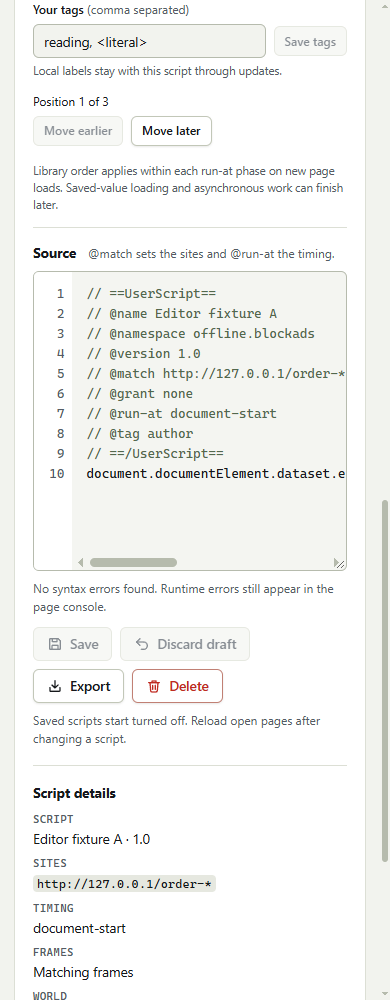 Your tags (comma separated)
reading, <literal>
Save tags
Local labels stay with this script through updates.
Position 1 of 3
Move earlier
Move later
Library order applies within each run-at phase on new page
loads. Saved-value loading and asynchronous work can finish
later.
Source @match sets the sites and @run-at the timing.
1 // ==UserScript==
2 // @name Editor fixture A
3 // @namespace offline.blockads
4 // @version 1.0
5 // @match http://127.0.0.1/order-*
6 // @grant none
7 // @run-at document-start
8 // @tag author
9 // ==/UserScript==
10 document.documentElement.dataset.e
No syntax errors found. Runtime errors still appear in the
page console.
Save
Discard draft
Export
Delete
Saved scripts start turned off. Reload open pages after
changing a script.
Script details
SCRIPT
Editor fixture A · 1.0
SITES
http://127.0.0.1/order-*
TIMING
document-start
FRAMES
Matching frames
WORLD